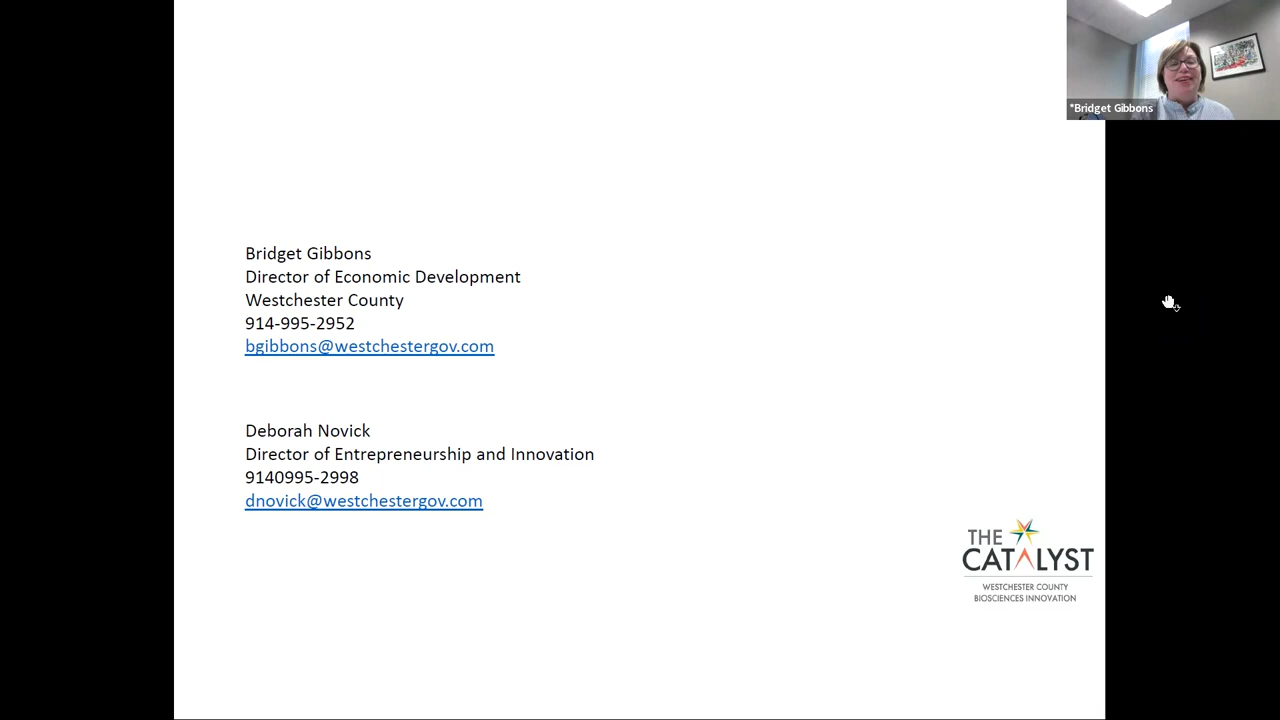 *Bridget Gibbons
Bridget Gibbons
Director of Economic Development
Westchester County
914-995-2952
bgibbons@westchestergov.com
Deborah Novick
Director of Entrepreneurship and Innovation
9140995-2998
dnovick@westchestergov.com
THE
CATALYST
WESTCHESTER COUNTY
BIOSCIENCES INNOVATION